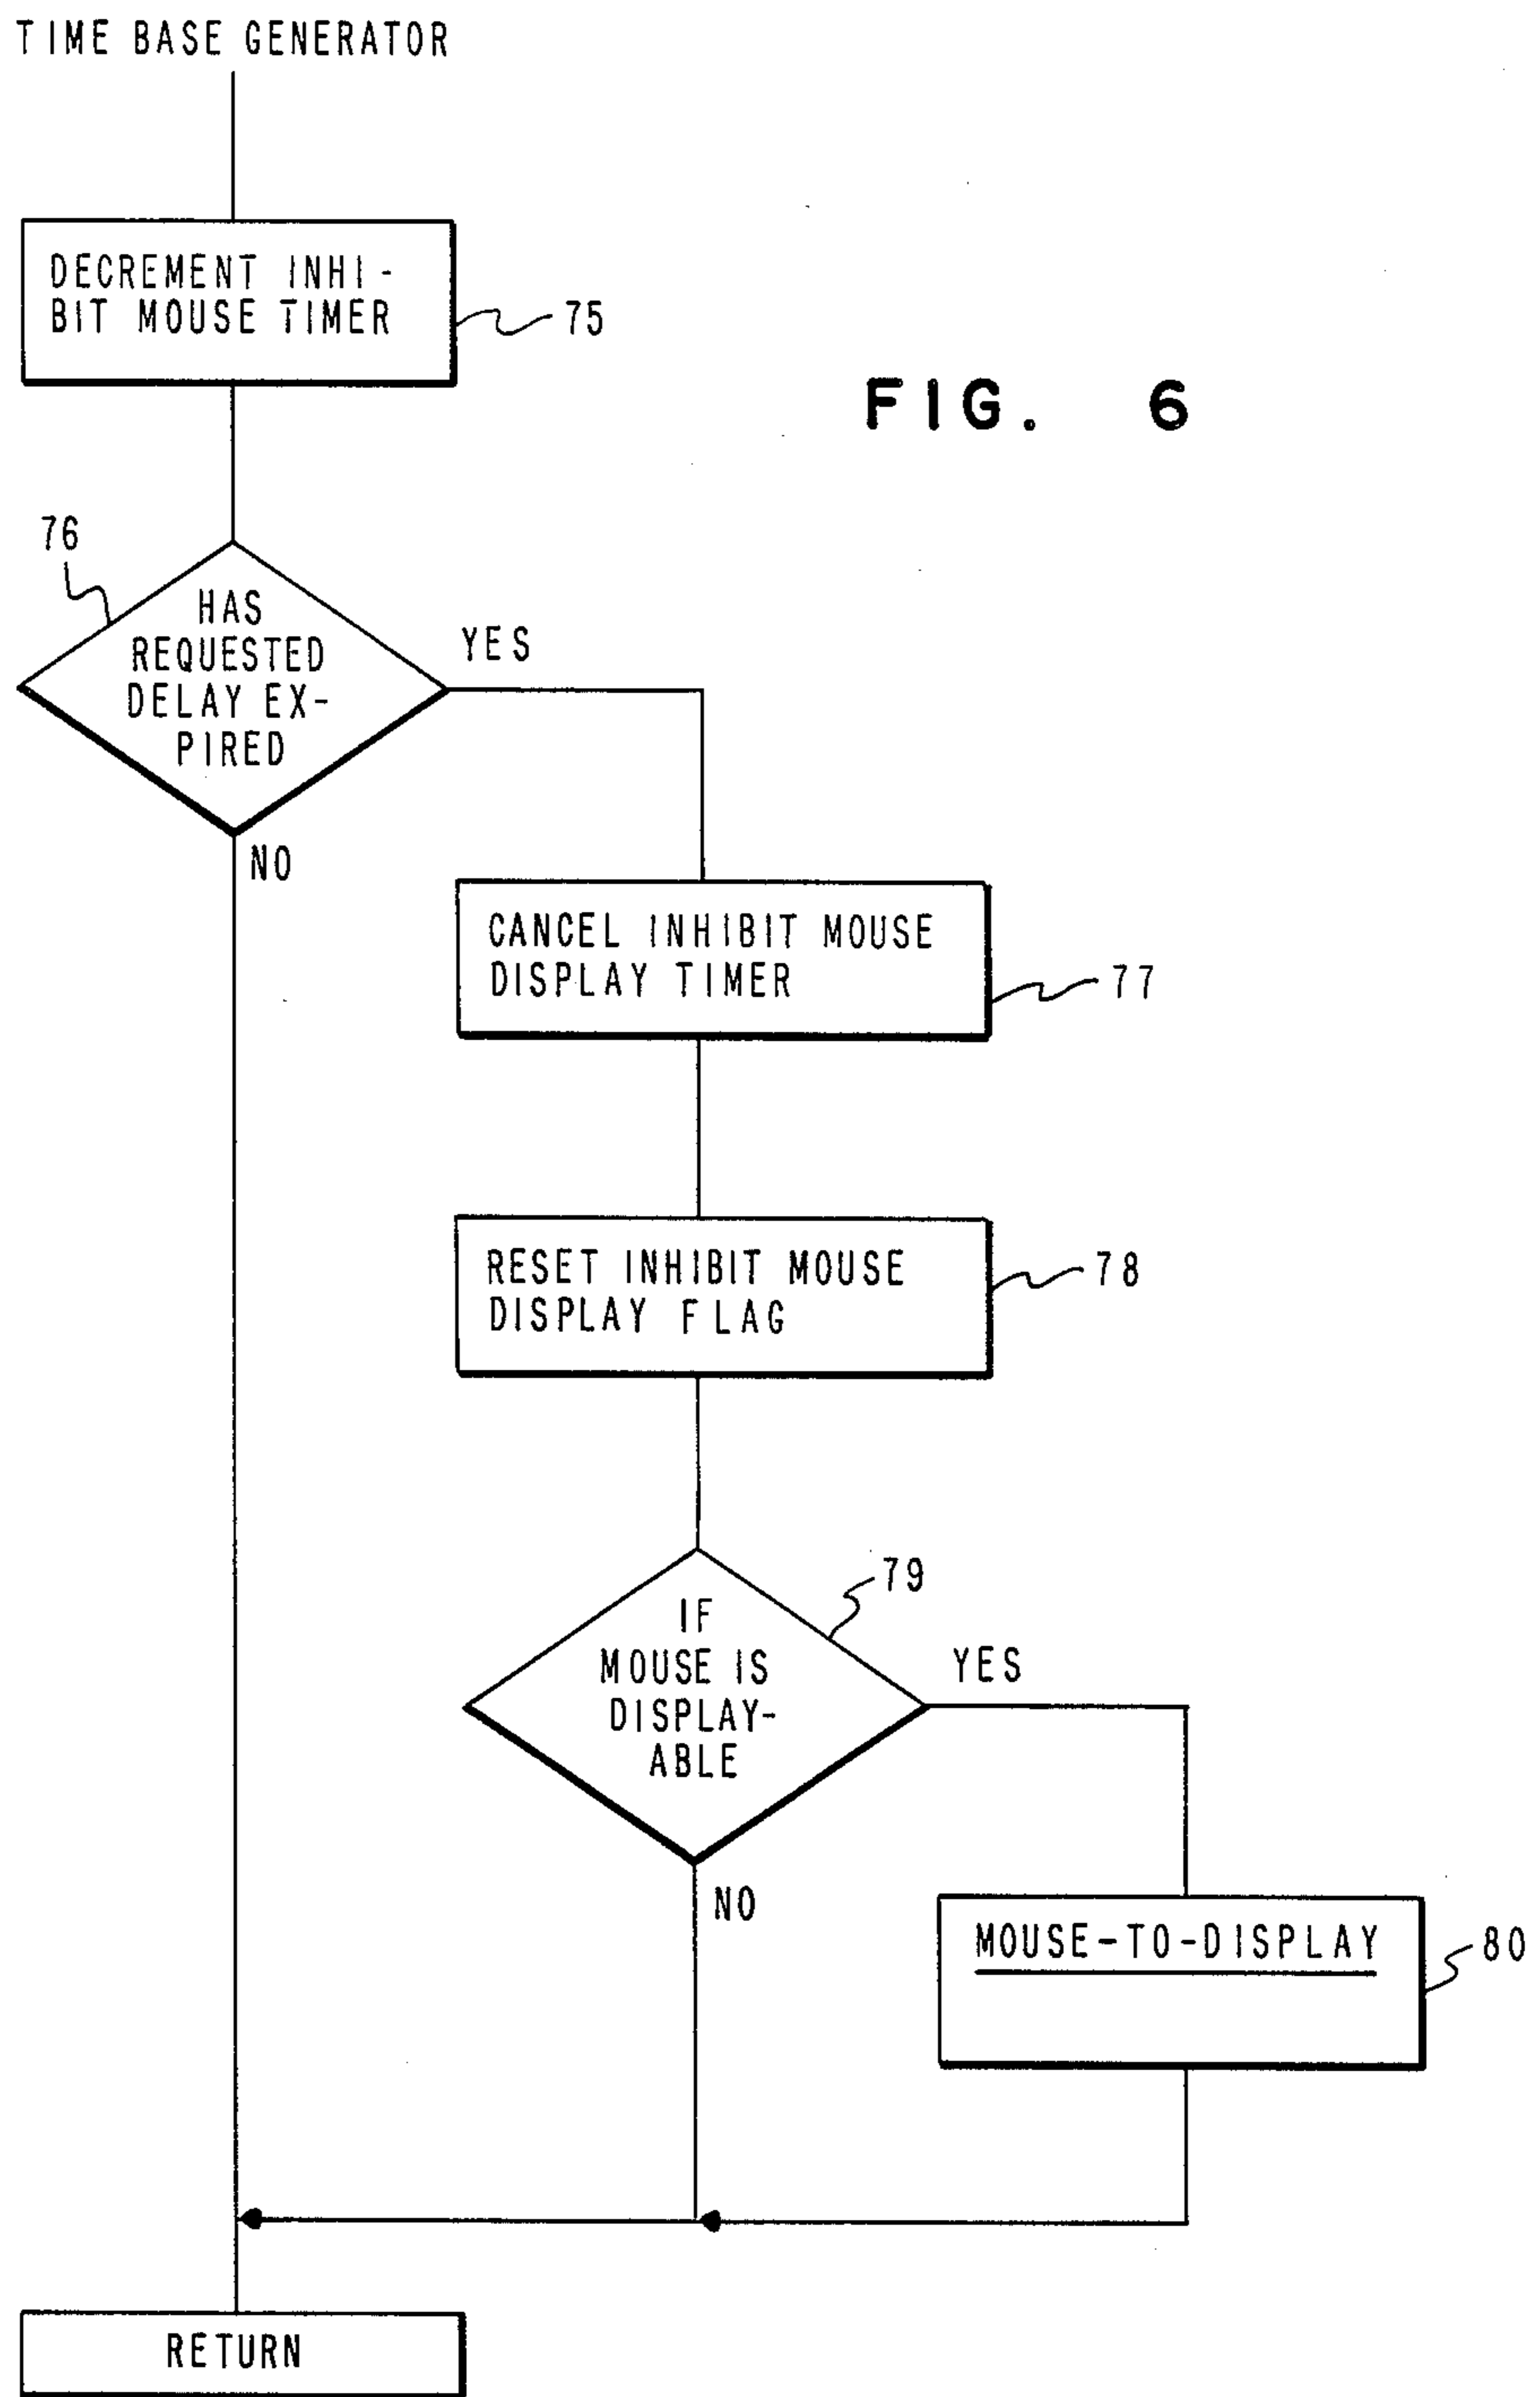 TIME BASE GENERATOR
DECREMENT INHI-
BIT MOUSE TIMER
75
FIG. 6
76
HAS
REQUESTED
DELAY EX-
PIRED
YES
NO
CANCEL INHIBIT MOUSE
DISPLAY TIMER
77
RESET INHIBIT MOUSE
DISPLAY FLAG
78
79
IF
MOUSE IS
DISPLAY-
ABLE
YES
NO
MOUSE-TO-DISPLAY
80
RETURN